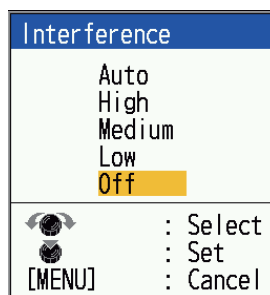 Interference
Auto
High
Medium
Low
Off
: Select
: Set
[MENU] : Cancel